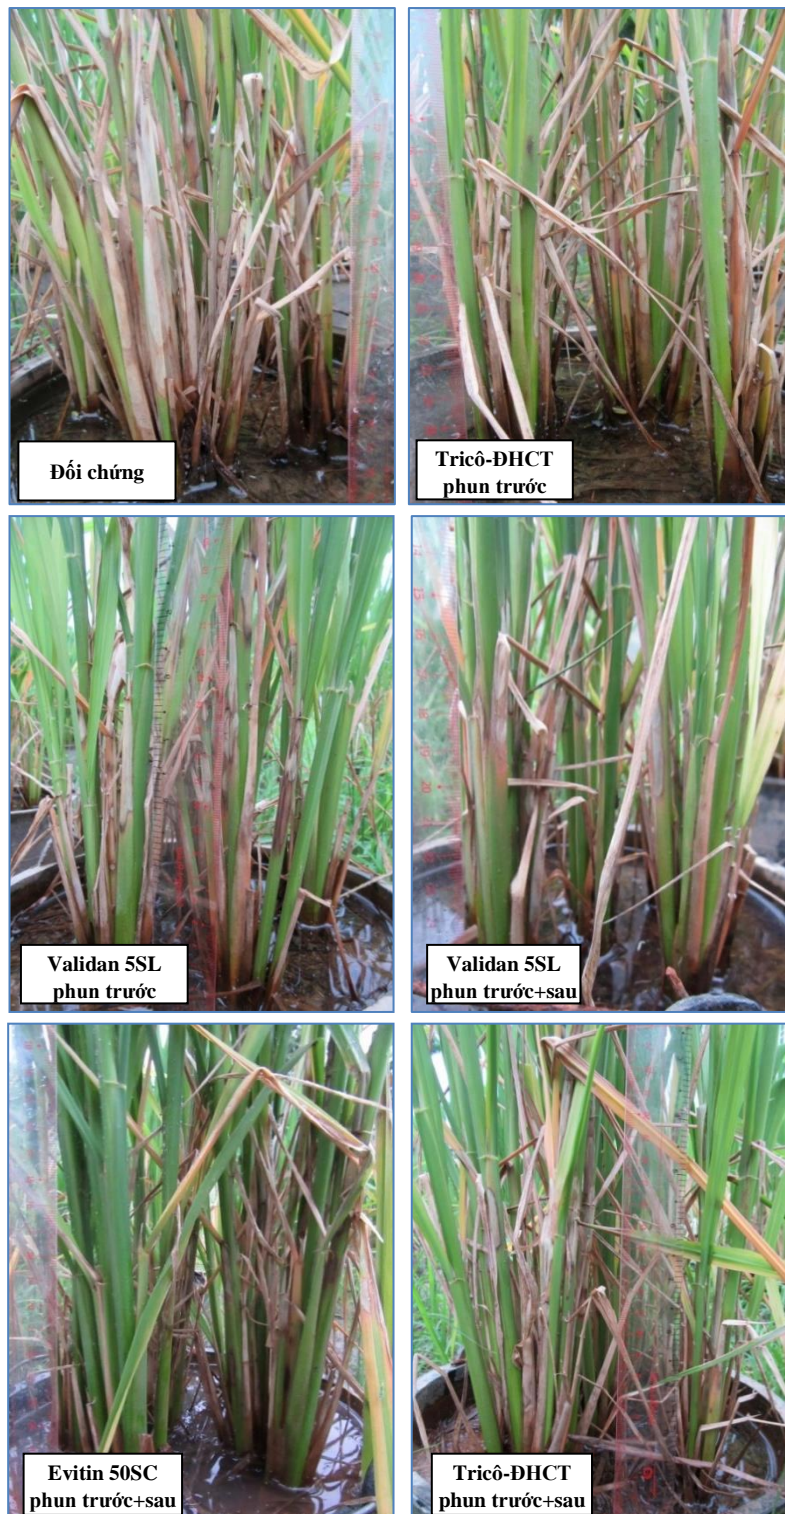 Đối chứng
Tricô-ĐHCT
phun trước
Validan 5SL
phun trước
Validan 5SL
phun trước+sau
Evitin 50SC
phun trước+sau
Tricô-ĐHCT
phun trước+sau